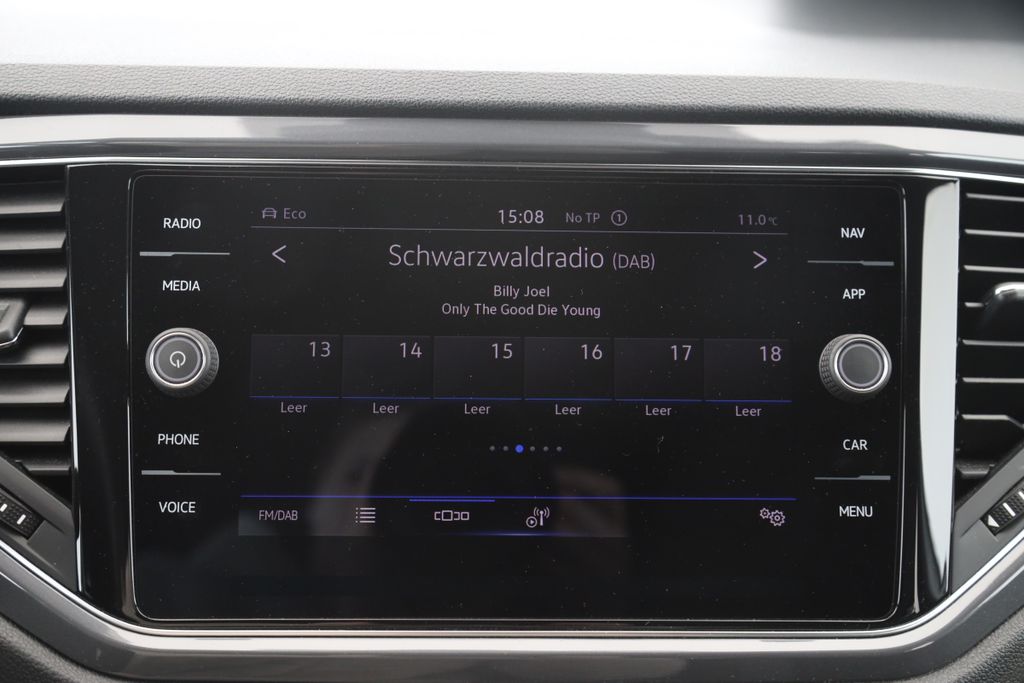 RADIO
MEDIA
PHONE
VOICE
Eco
15:08 No TP 1
11.0°C
< Schwarzwaldradio (DAB) >
Billy Joel
Only The Good Die Young
13 14 15 16 17 18
Leer Leer Leer Leer Leer Leer
FM/DAB
NAV
APP
CAR
MENU